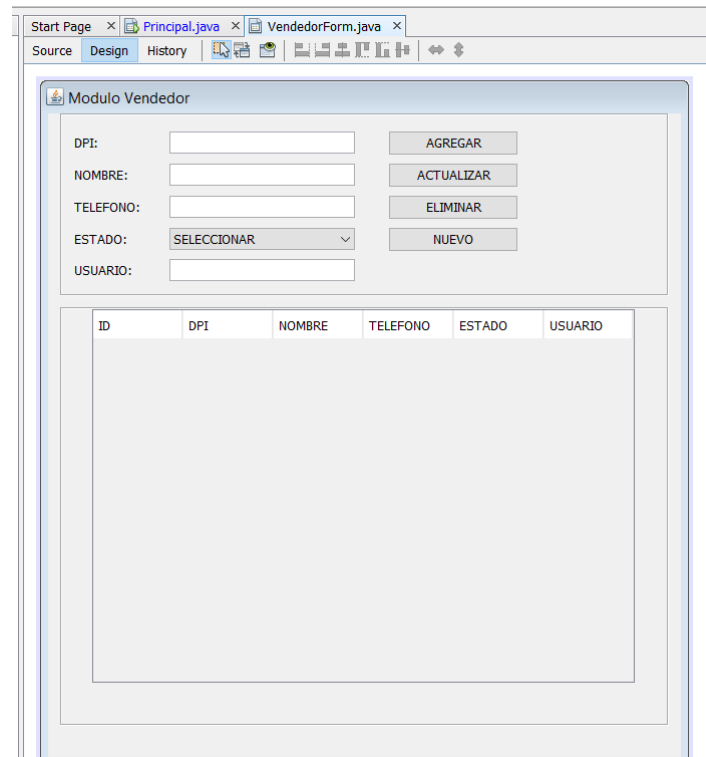 Start Page Principal.java VendedorForm.java
Source Design History
Modulo Vendedor
DPI: AGREGAR
NOMBRE: ACTUALIZAR
TELEFONO: ELIMINAR
ESTADO: SELECCIONAR NUEVO
USUARIO:
ID DPI NOMBRE TELEFONO ESTADO USUARIO